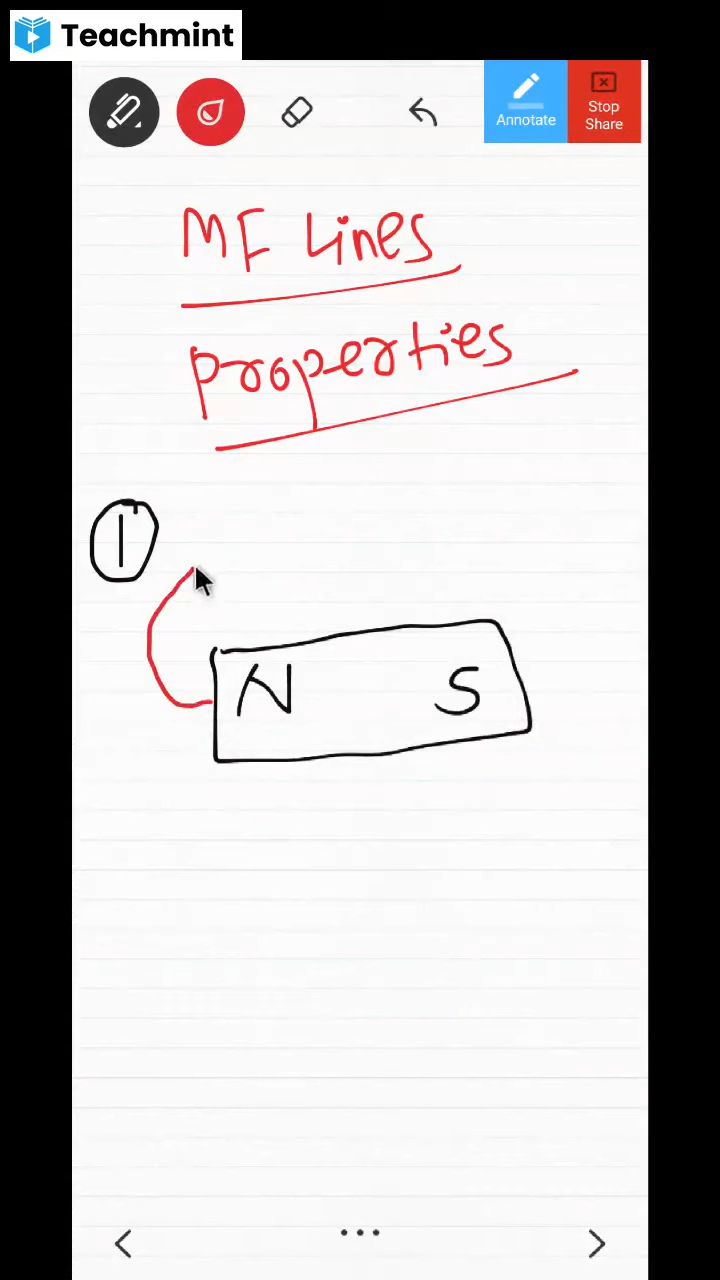 Teachmint
Annotate
Stop
Share
MF Lines
properties
1
N S